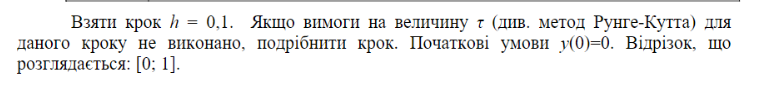 Взяти крок h = 0,1. Якщо вимоги на величину τ (див. метод Рунге-Кутта) для
даного кроку не виконано, подрібнити крок. Початкові умови y(0)=0. Відрізок, що
розглядається: [0; 1].